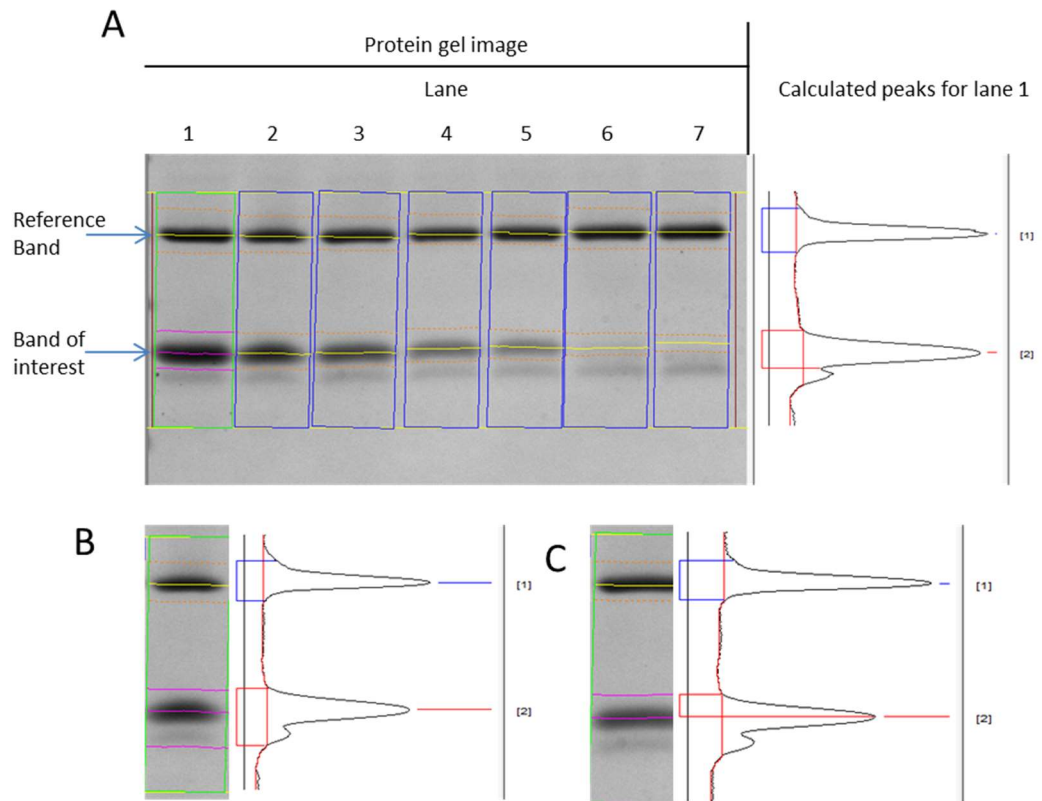 A
Protein gel image
Lane
Calculated peaks for lane 1
1 2 3 4 5 6 7
Reference
Band
[1]
Band of
interest
[2]
B
C
[1]
[1]
[2]
[2]